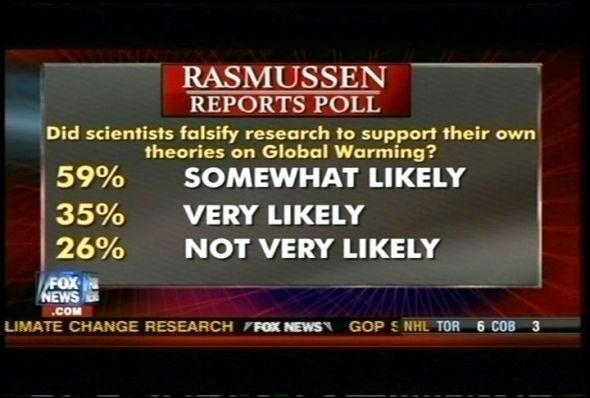 RASMUSSEN
REPORTS POLL
Did scientists falsify research to support their own
theories on Global Warming?
59% SOMEWHAT LIKELY
35% VERY LIKELY
26% NOT VERY LIKELY
FOX
NEWS
.COM
LIMATE CHANGE RESEARCH FOX NEWS GOP S NHL TOR 6 COB 3